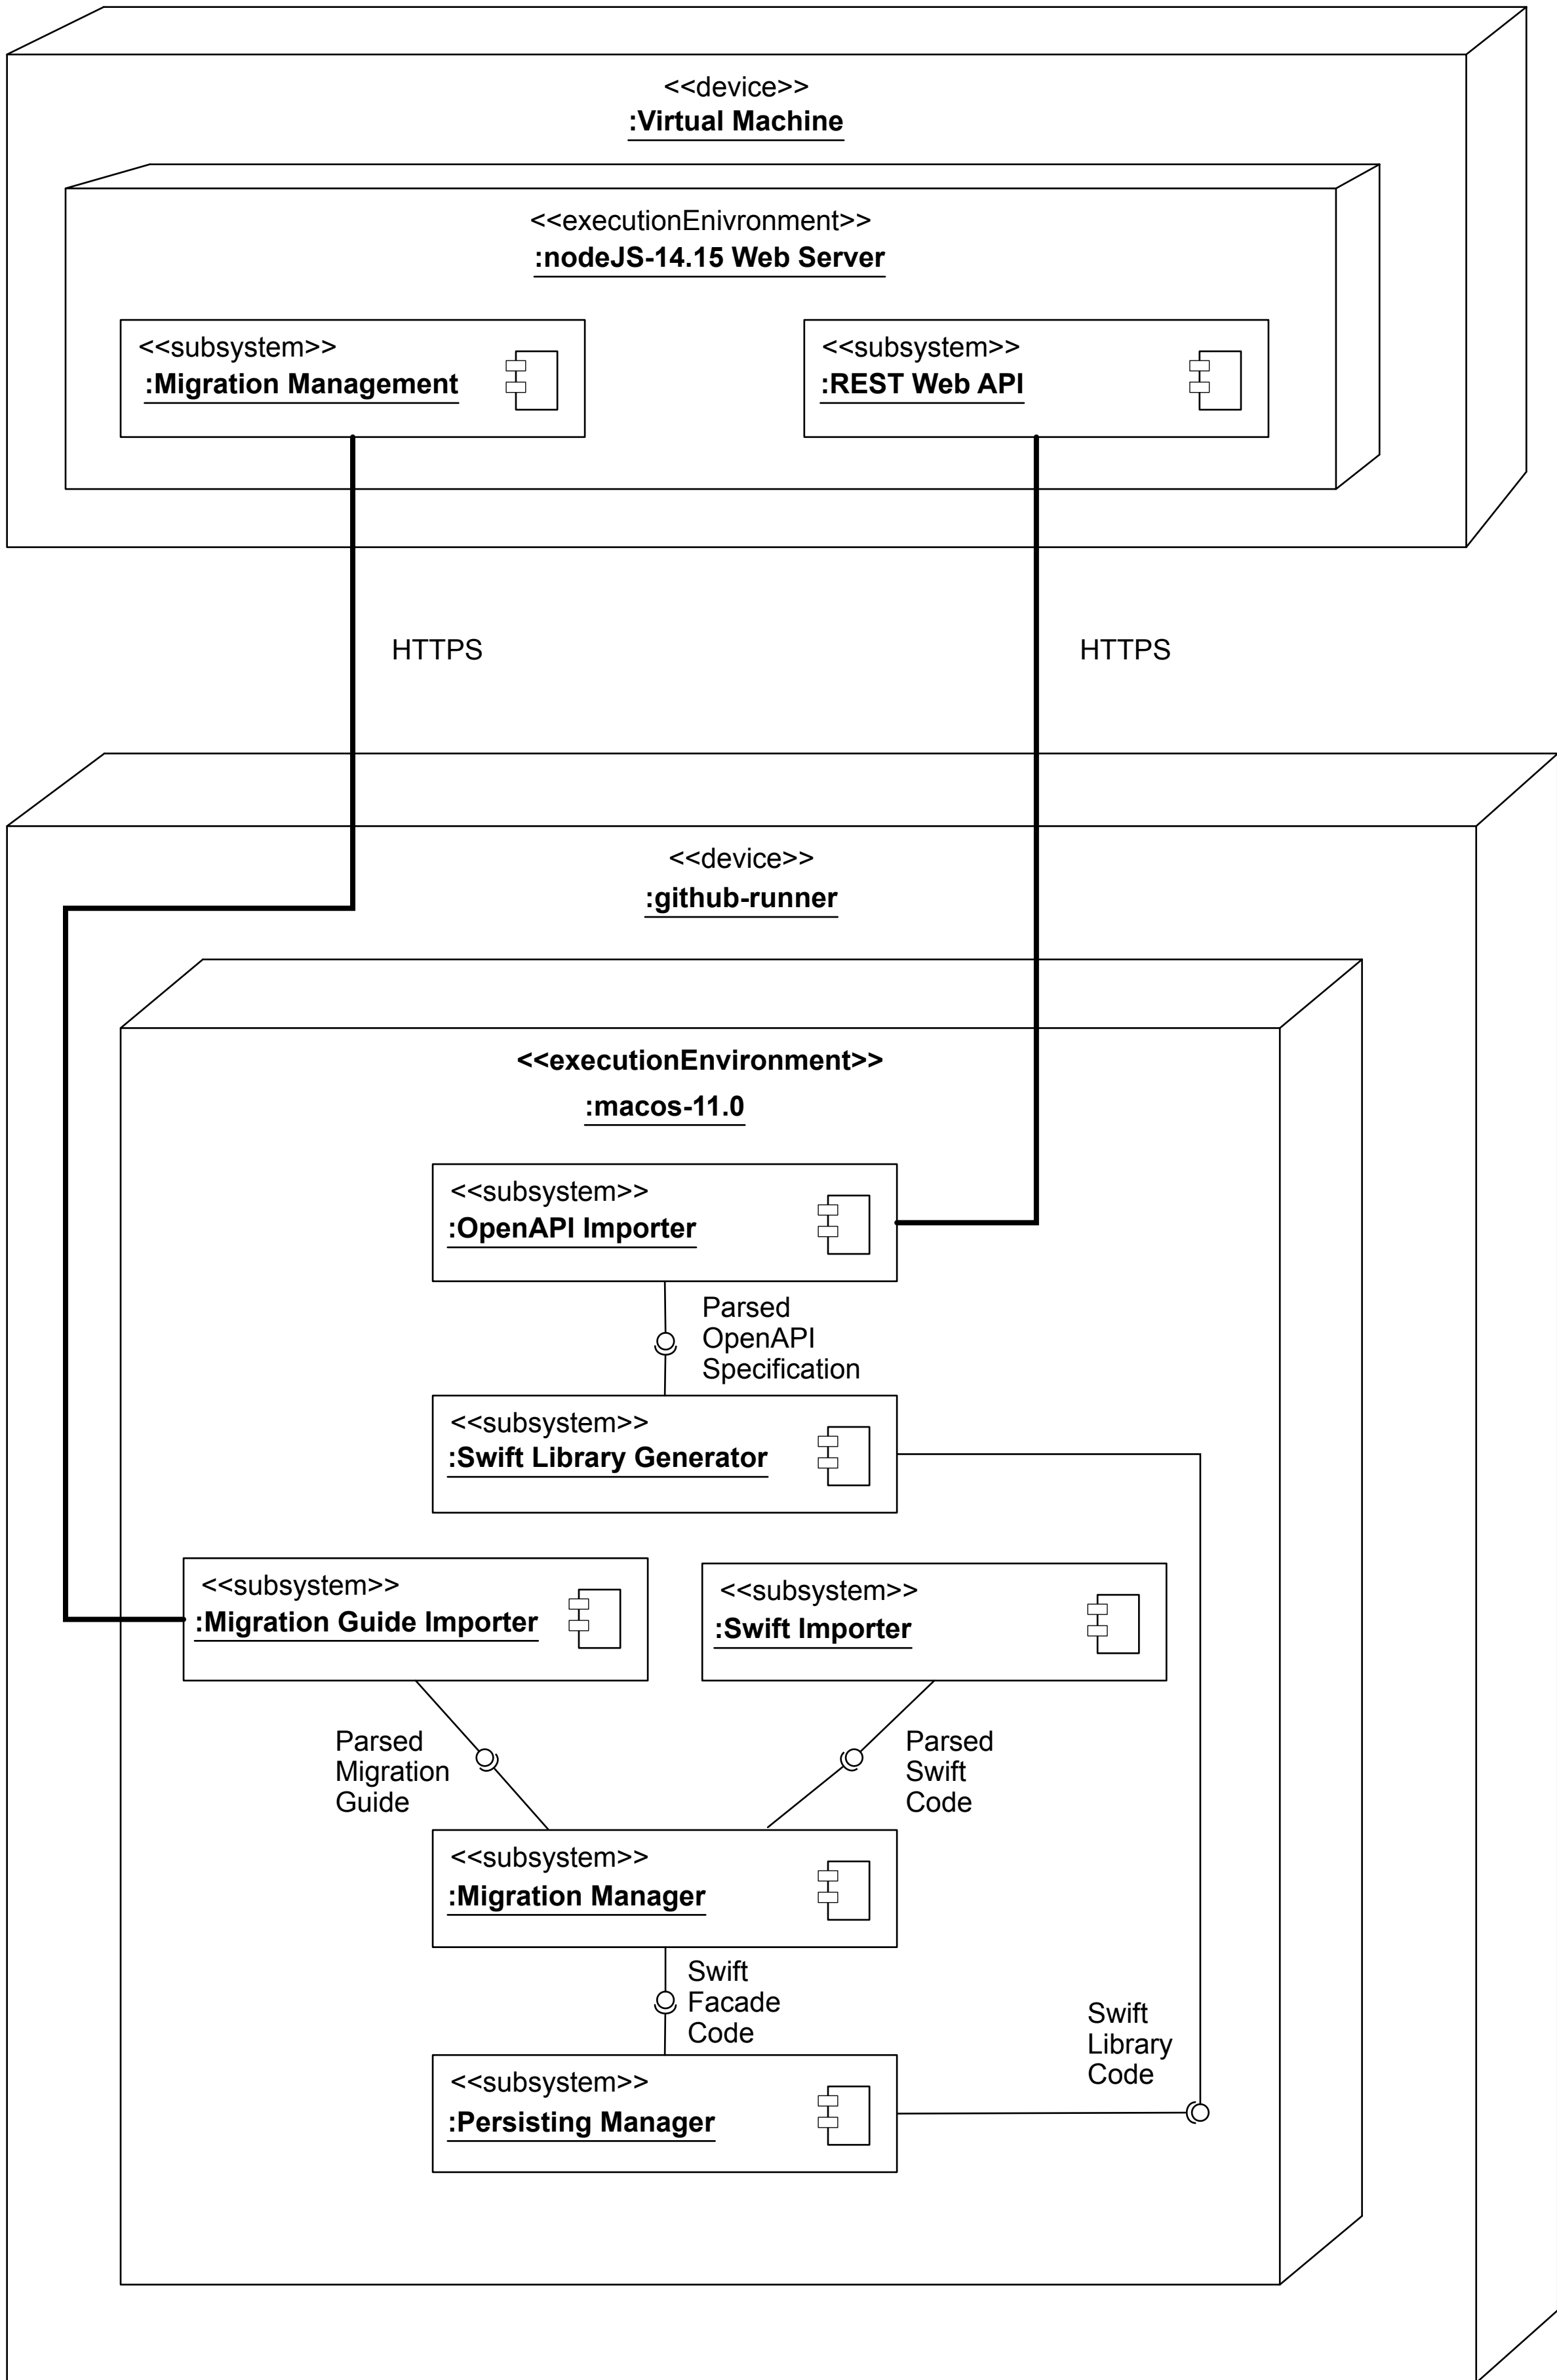 <<device>>
:Virtual Machine
<<executionEnivronment>>
:nodeJS-14.15 Web Server
<<subsystem>>
:Migration Management
<<subsystem>>
:REST Web API
HTTPS
HTTPS
<<device>>
:github-runner
<<executionEnvironment>>
:macos-11.0
<<subsystem>>
:OpenAPI Importer
Parsed
OpenAPI
Specification
<<subsystem>>
:Swift Library Generator
<<subsystem>>
:Migration Guide Importer
<<subsystem>>
:Swift Importer
Parsed
Migration
Guide
Parsed
Swift
Code
<<subsystem>>
:Migration Manager
Swift
Facade
Code
Swift
Library
Code
<<subsystem>>
:Persisting Manager